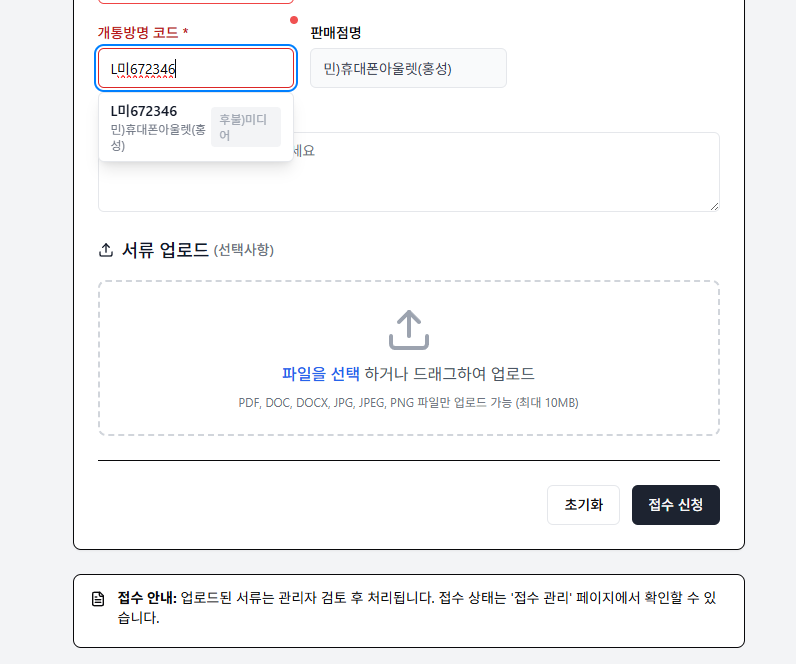 개통방명 코드 *
판매점명
L미672346
민)휴대폰아울렛(홍성)
L미672346
민)휴대폰아울렛(홍
성)
후불)미디
어
세요
서류 업로드 (선택사항)
파일을 선택 하거나 드래그하여 업로드
PDF, DOC, DOCX, JPG, JPEG, PNG 파일만 업로드 가능 (최대 10MB)
초기화
접수 신청
접수 안내: 업로드된 서류는 관리자 검토 후 처리됩니다. 접수 상태는 '접수 관리' 페이지에서 확인할 수 있
습니다.